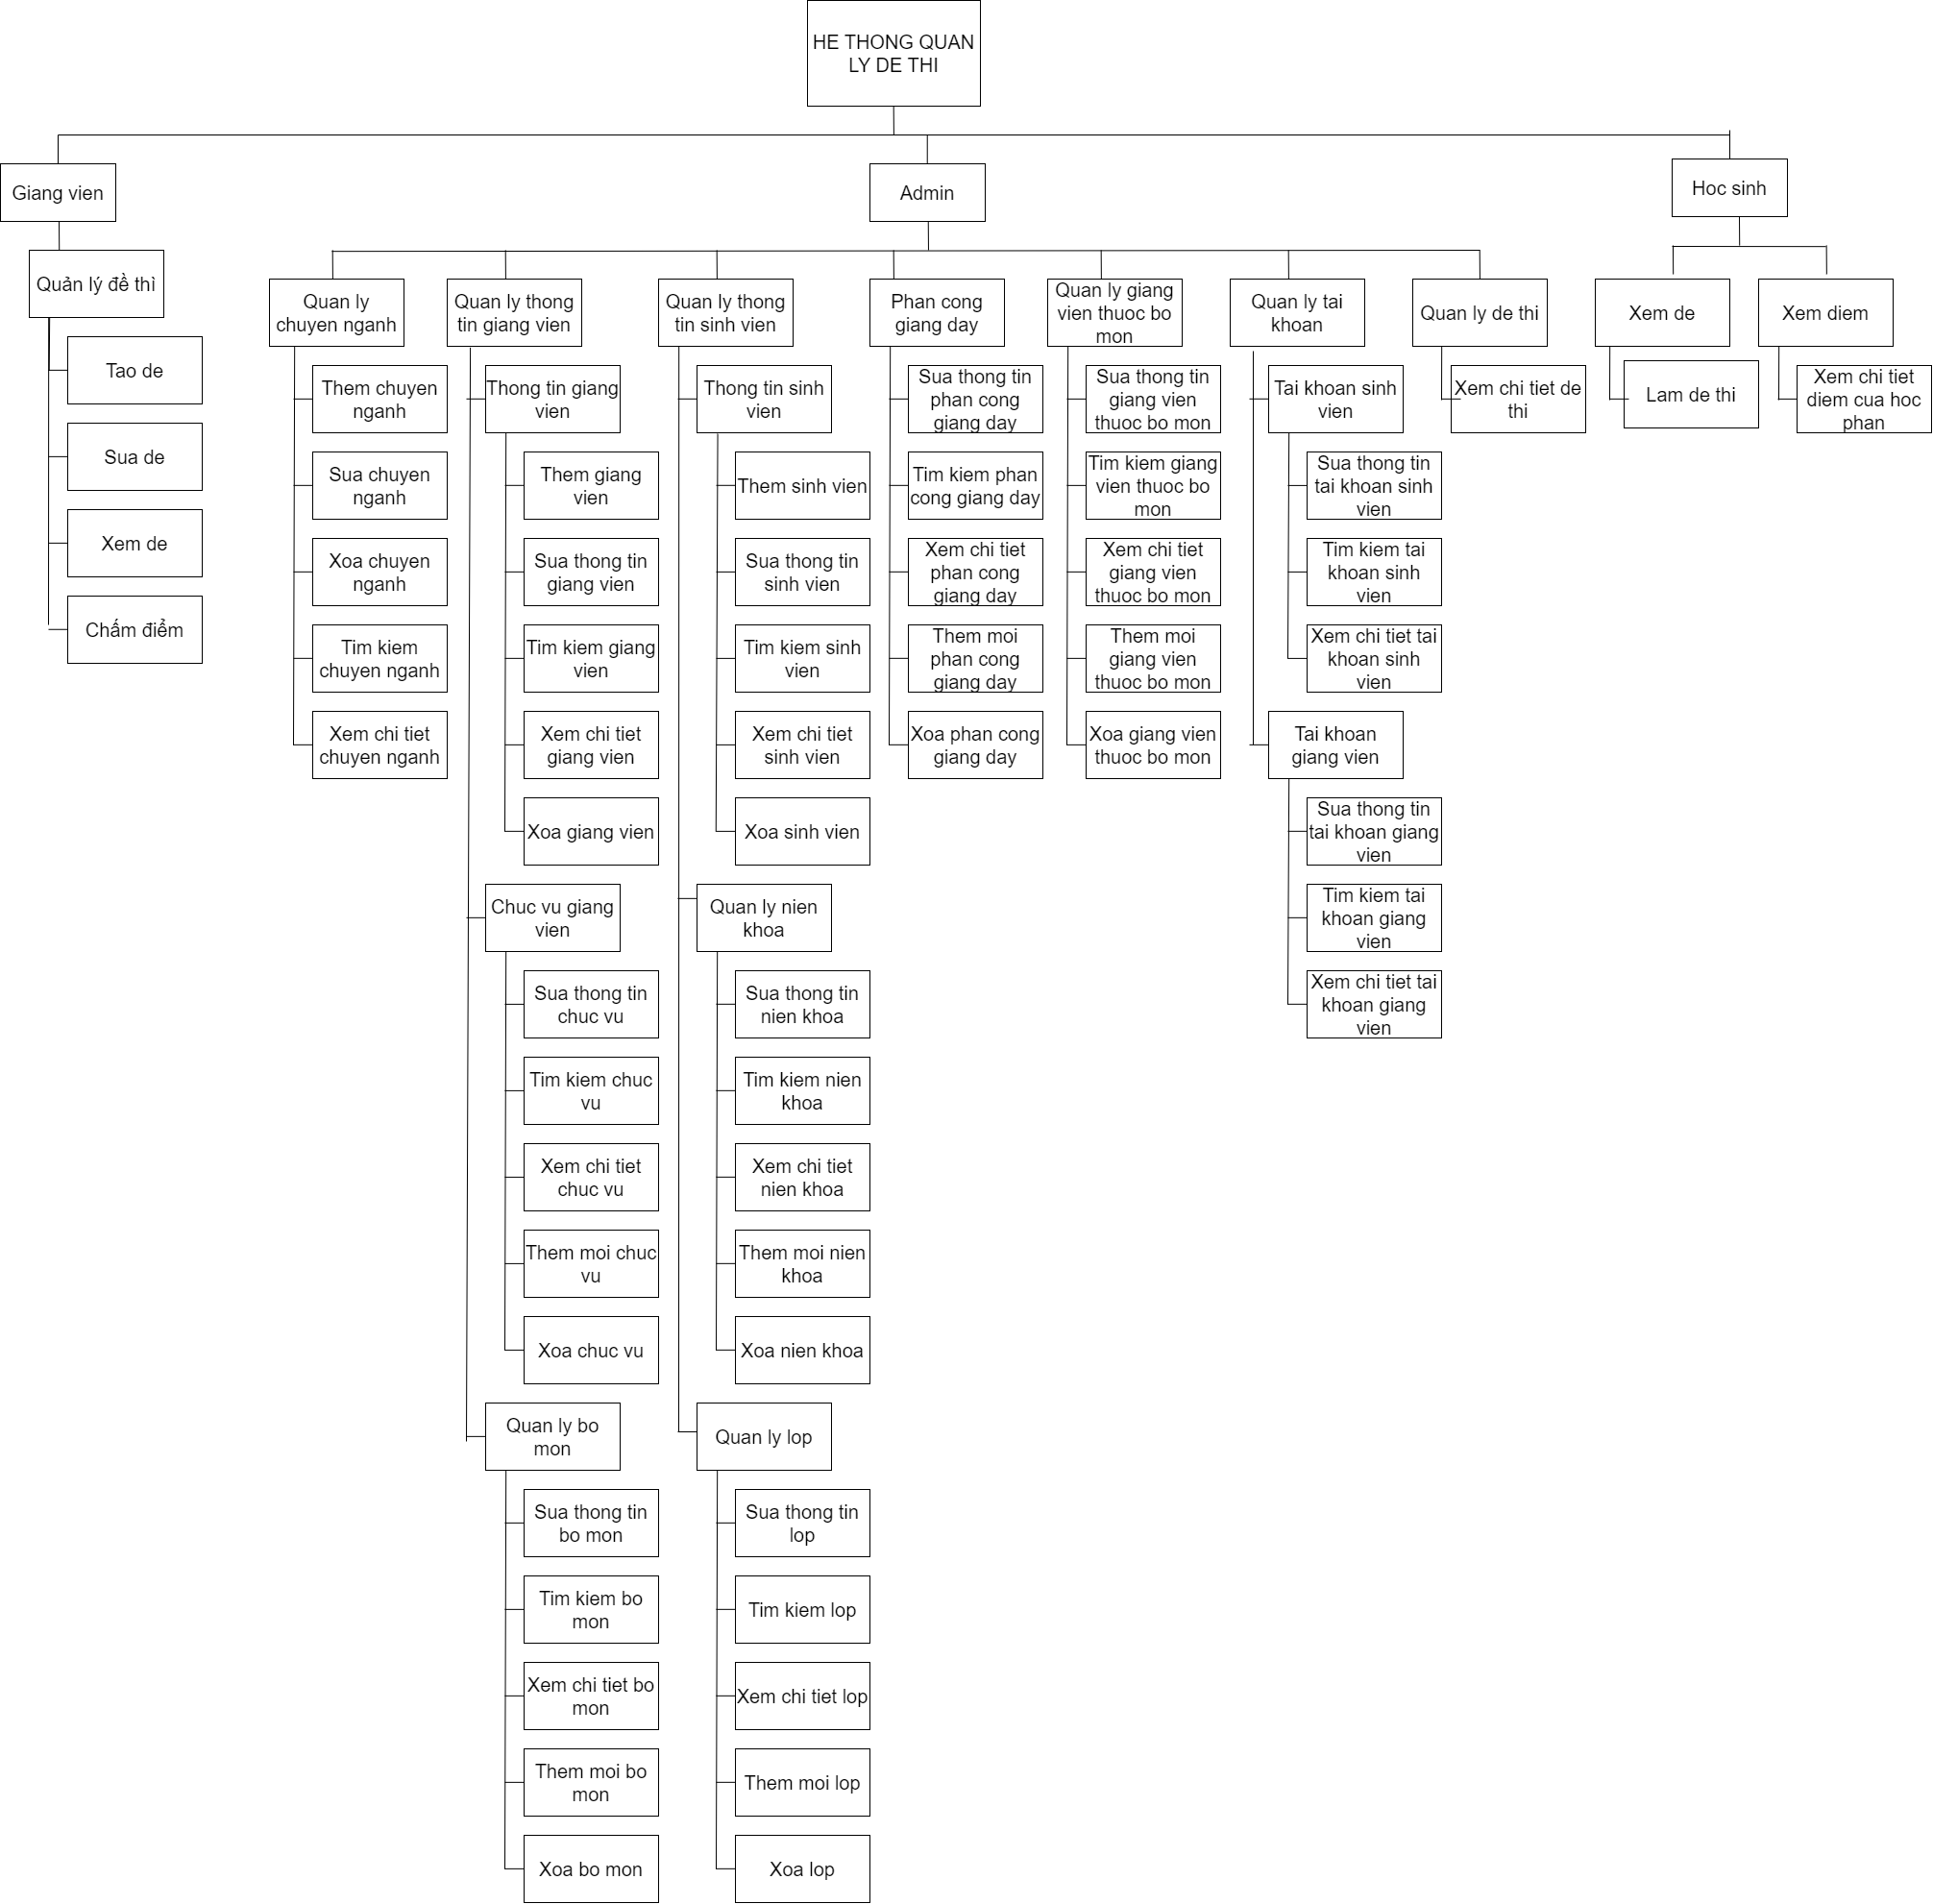 HE THONG QUAN
LY DE THI
Giang vien
Quản lý đề thì
Tao de
Sua de
Xem de
Chấm điểm
Admin
Quan ly
chuyen nganh
Them chuyen
nganh
Sua chuyen
nganh
Xoa chuyen
nganh
Tim kiem
chuyen nganh
Xem chi tiet
chuyen nganh
Quan ly thong
tin giang vien
Thong tin giang
vien
Them giang
vien
Sua thong tin
giang vien
Tim kiem giang
vien
Xem chi tiet
giang vien
Xoa giang vien
Chuc vu giang
vien
Sua thong tin
chuc vu
Tim kiem chuc
vu
Xem chi tiet
chuc vu
Them moi chuc
vu
Xoa chuc vu
Quan ly bo
mon
Sua thong tin
bo mon
Tim kiem bo
mon
Xem chi tiet bo
mon
Them moi bo
mon
Xoa bo mon
Quan ly thong
tin sinh vien
Thong tin sinh
vien
Them sinh vien
Sua thong tin
sinh vien
Tim kiem sinh
vien
Xem chi tiet
sinh vien
Xoa sinh vien
Quan ly nien
khoa
Sua thong tin
nien khoa
Tim kiem nien
khoa
Xem chi tiet
nien khoa
Them moi nien
khoa
Xoa nien khoa
Quan ly lop
Sua thong tin
lop
Tim kiem lop
Xem chi tiet lop
Them moi lop
Xoa lop
Phan cong
giang day
Sua thong tin
phan cong
giang day
Tim kiem phan
cong giang day
Xem chi tiet
phan cong
giang day
Them moi
phan cong
giang day
Xoa phan cong
giang day
Quan ly giang
vien thuoc bo
mon
Sua thong tin
giang vien
thuoc bo mon
Tim kiem giang
vien thuoc bo
mon
Xem chi tiet
giang vien
thuoc bo mon
Them moi
giang vien
thuoc bo mon
Xoa giang vien
thuoc bo mon
Quan ly tai
khoan
Tai khoan sinh
vien
Sua thong tin
tai khoan sinh
vien
Tim kiem tai
khoan sinh
vien
Xem chi tiet tai
khoan sinh
vien
Tai khoan
giang vien
Sua thong tin
tai khoan giang
vien
Tim kiem tai
khoan giang
vien
Xem chi tiet tai
khoan giang
vien
Quan ly de thi
Xem chi tiet de
thi
Hoc sinh
Xem de
Lam de thi
Xem diem
Xem chi tiet
diem cua hoc
phan